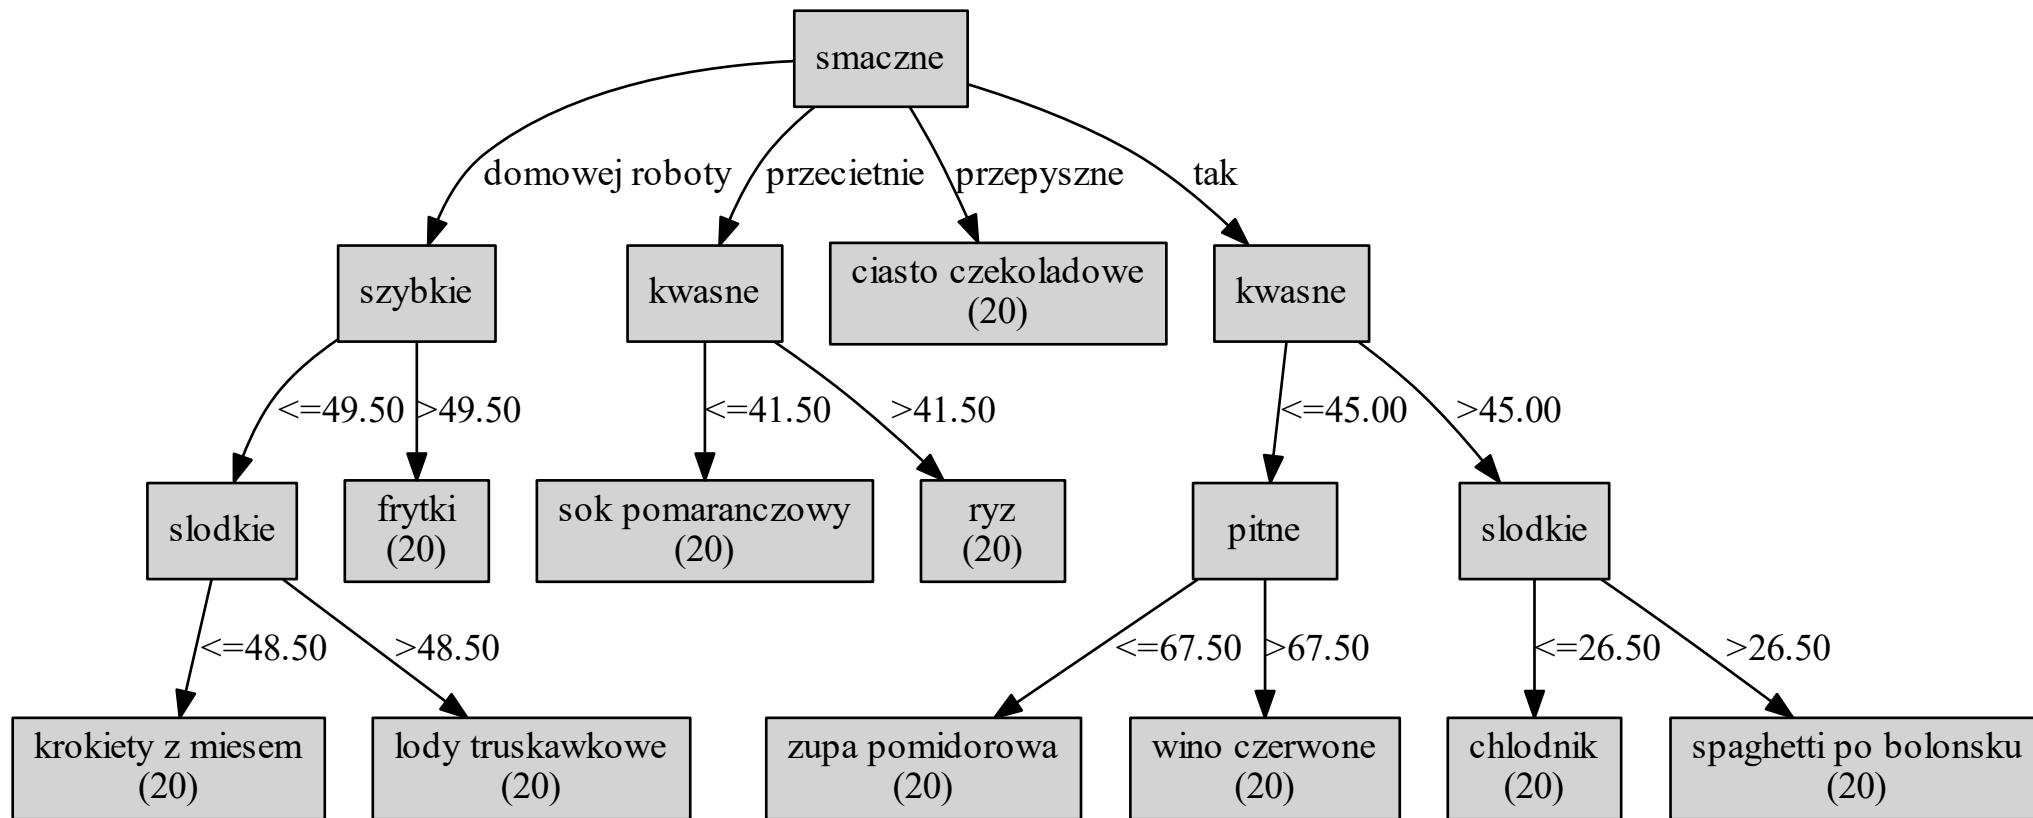 smaczne
domowej roboty
przecietnie
przepyszne
tak
szybkie
kwasne
ciasto czekoladowe
(20)
kwasne
<=49.50
>49.50
<=41.50
>41.50
<=45.00
>45.00
slodkie
frytki
(20)
sok pomaranczowy
(20)
ryz
(20)
pitne
slodkie
<=48.50
>48.50
<=67.50
>67.50
<=26.50
>26.50
krokiety z miesem
(20)
lody truskawkowe
(20)
zupa pomidorowa
(20)
wino czerwone
(20)
chlodnik
(20)
spaghetti po bolonsku
(20)